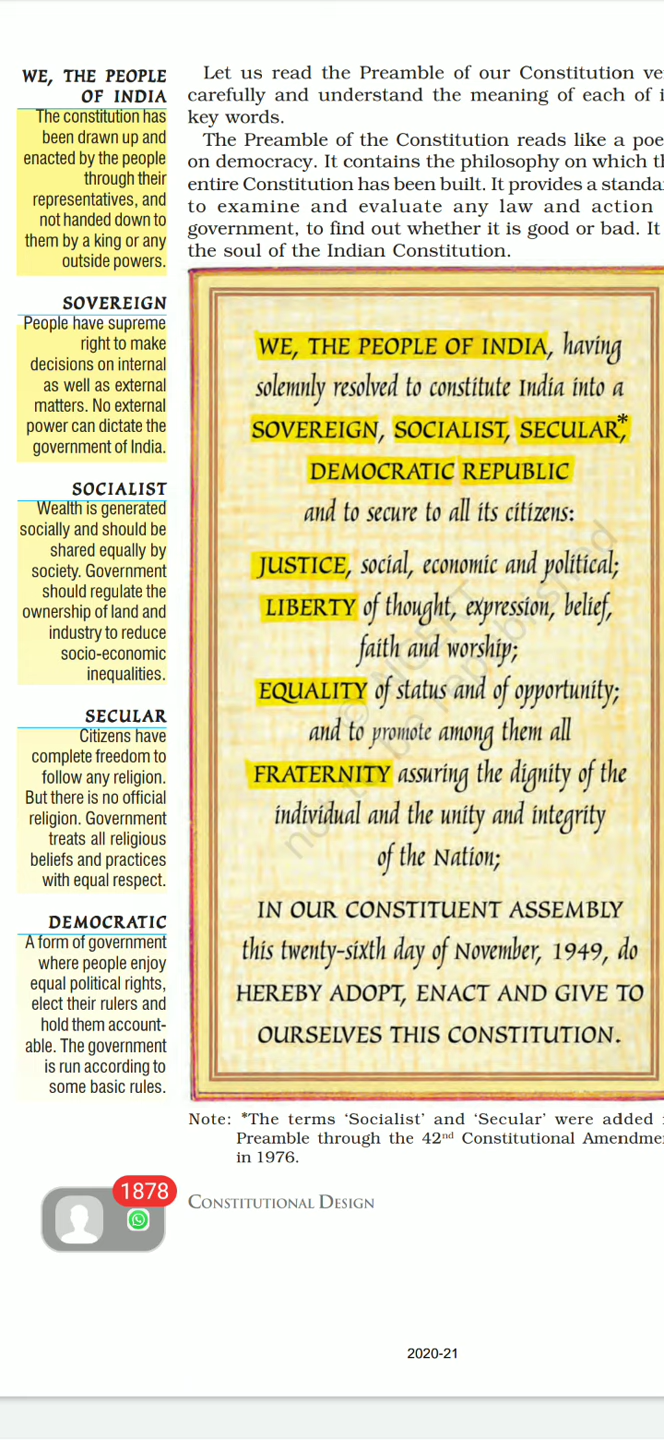 WE, THE PEOPLE
OF INDIA
The constitution has
been drawn up and
enacted by the people
through their
representatives, and
not handed down to
them by a king or any
outside powers.
SOVEREIGN
People have supreme
right to make
decisions on internal
as well as external
matters. No external
power can dictate the
government of India.
SOCIALIST
Wealth is generated
socially and should be
shared equally by
society. Government
should regulate the
ownership of land and
industry to reduce
socio-economic
inequalities.
SECULAR
Citizens have
complete freedom to
follow any religion.
But there is no official
religion. Government
treats all religious
beliefs and practices
with equal respect.
DEMOCRATIC
A form of government
where people enjoy
equal political rights,
elect their rulers and
hold them account-
able. The government
is run according to
some basic rules.
Let us read the Preamble of our Constitution ve
carefully and understand the meaning of each of i
key words.
The Preamble of the Constitution reads like a poe
on democracy. It contains the philosophy on which th
entire Constitution has been built. It provides a standa
to examine and evaluate any law and action
government, to find out whether it is good or bad. It
the soul of the Indian Constitution.
WE, THE PEOPLE OF INDIA, having
solemnly resolved to constitute India into a
SOVEREIGN, SOCIALIST, SECULAR,*
DEMOCRATIC REPUBLIC
and to secure to all its citizens:
JUSTICE, social, economic and political;
LIBERTY of thought, expression, belief,
faith and worship;
EQUALITY of status and of opportunity;
and to promote among them all
FRATERNITY assuring the dignity of the
individual and the unity and integrity
of the Nation;
IN OUR CONSTITUENT ASSEMBLY
this twenty-sixth day of November, 1949, do
HEREBY ADOPT, ENACT AND GIVE TO
OURSELVES THIS CONSTITUTION.
Note: *The terms ‘Socialist’ and ‘Secular’ were added
Preamble through the 42nd Constitutional Amendme
in 1976.
1878
CONSTITUTIONAL DESIGN
2020-21